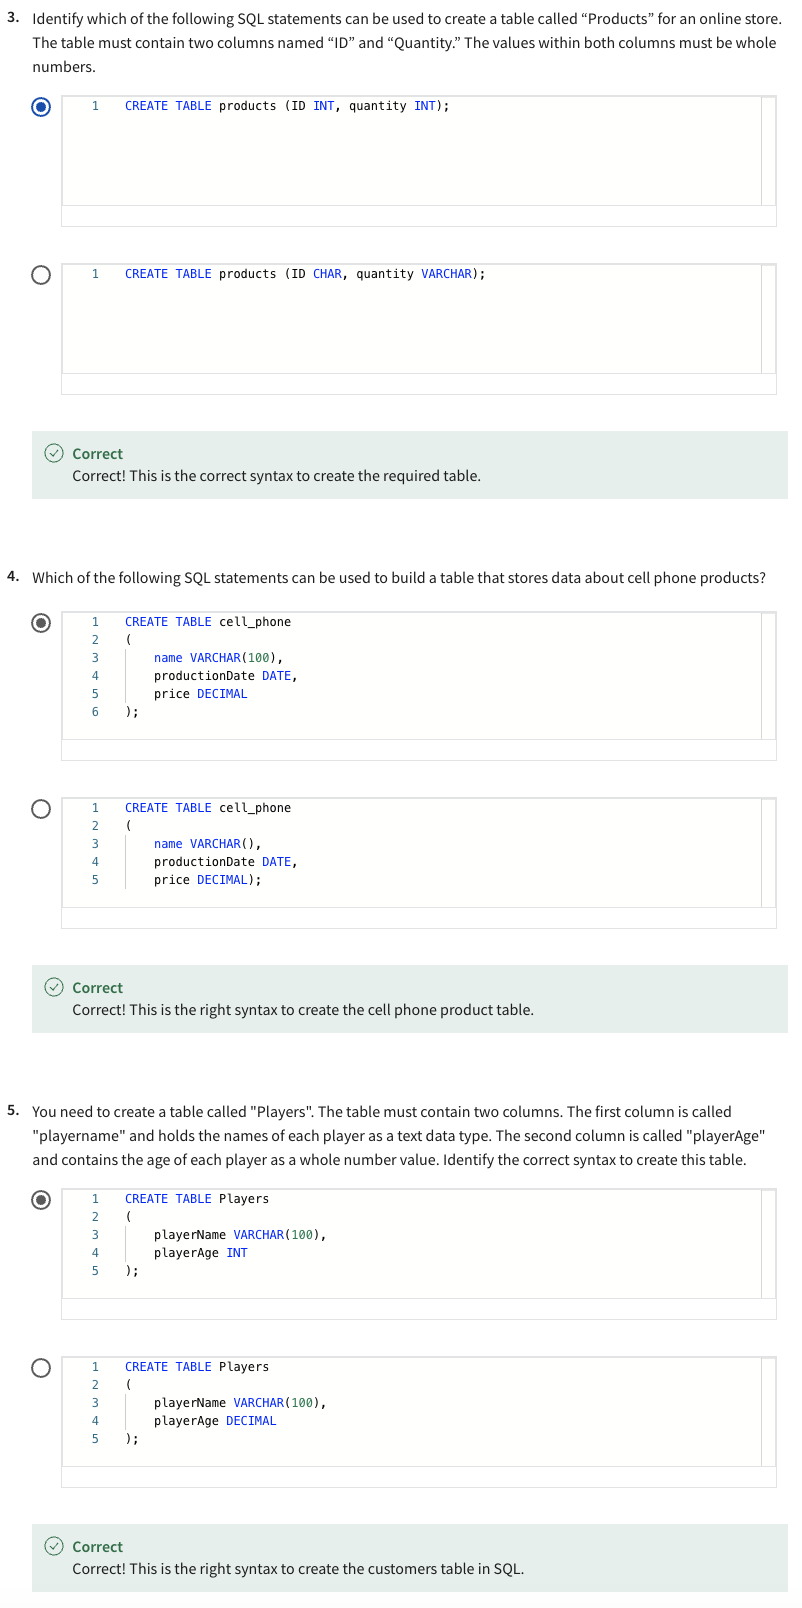 3. Identify which of the following SQL statements can be used to create a table called “Products” for an online store.
The table must contain two columns named “ID” and “Quantity.” The values within both columns must be whole
numbers.
1 CREATE TABLE products (ID INT, quantity INT);
1 CREATE TABLE products (ID CHAR, quantity VARCHAR);
Correct
Correct! This is the correct syntax to create the required table.
4. Which of the following SQL statements can be used to build a table that stores data about cell phone products?
1 CREATE TABLE cell_phone
2 (
3 name VARCHAR(100),
4 productionDate DATE,
5 price DECIMAL
6 );
1 CREATE TABLE cell_phone
2 (
3 name VARCHAR(),
4 productionDate DATE,
5 price DECIMAL);
Correct
Correct! This is the right syntax to create the cell phone product table.
5. You need to create a table called "Players". The table must contain two columns. The first column is called
"playername" and holds the names of each player as a text data type. The second column is called "playerAge"
and contains the age of each player as a whole number value. Identify the correct syntax to create this table.
1 CREATE TABLE Players
2 (
3 playerName VARCHAR(100),
4 playerAge INT
5 );
1 CREATE TABLE Players
2 (
3 playerName VARCHAR(100),
4 playerAge DECIMAL
5 );
Correct
Correct! This is the right syntax to create the customers table in SQL.